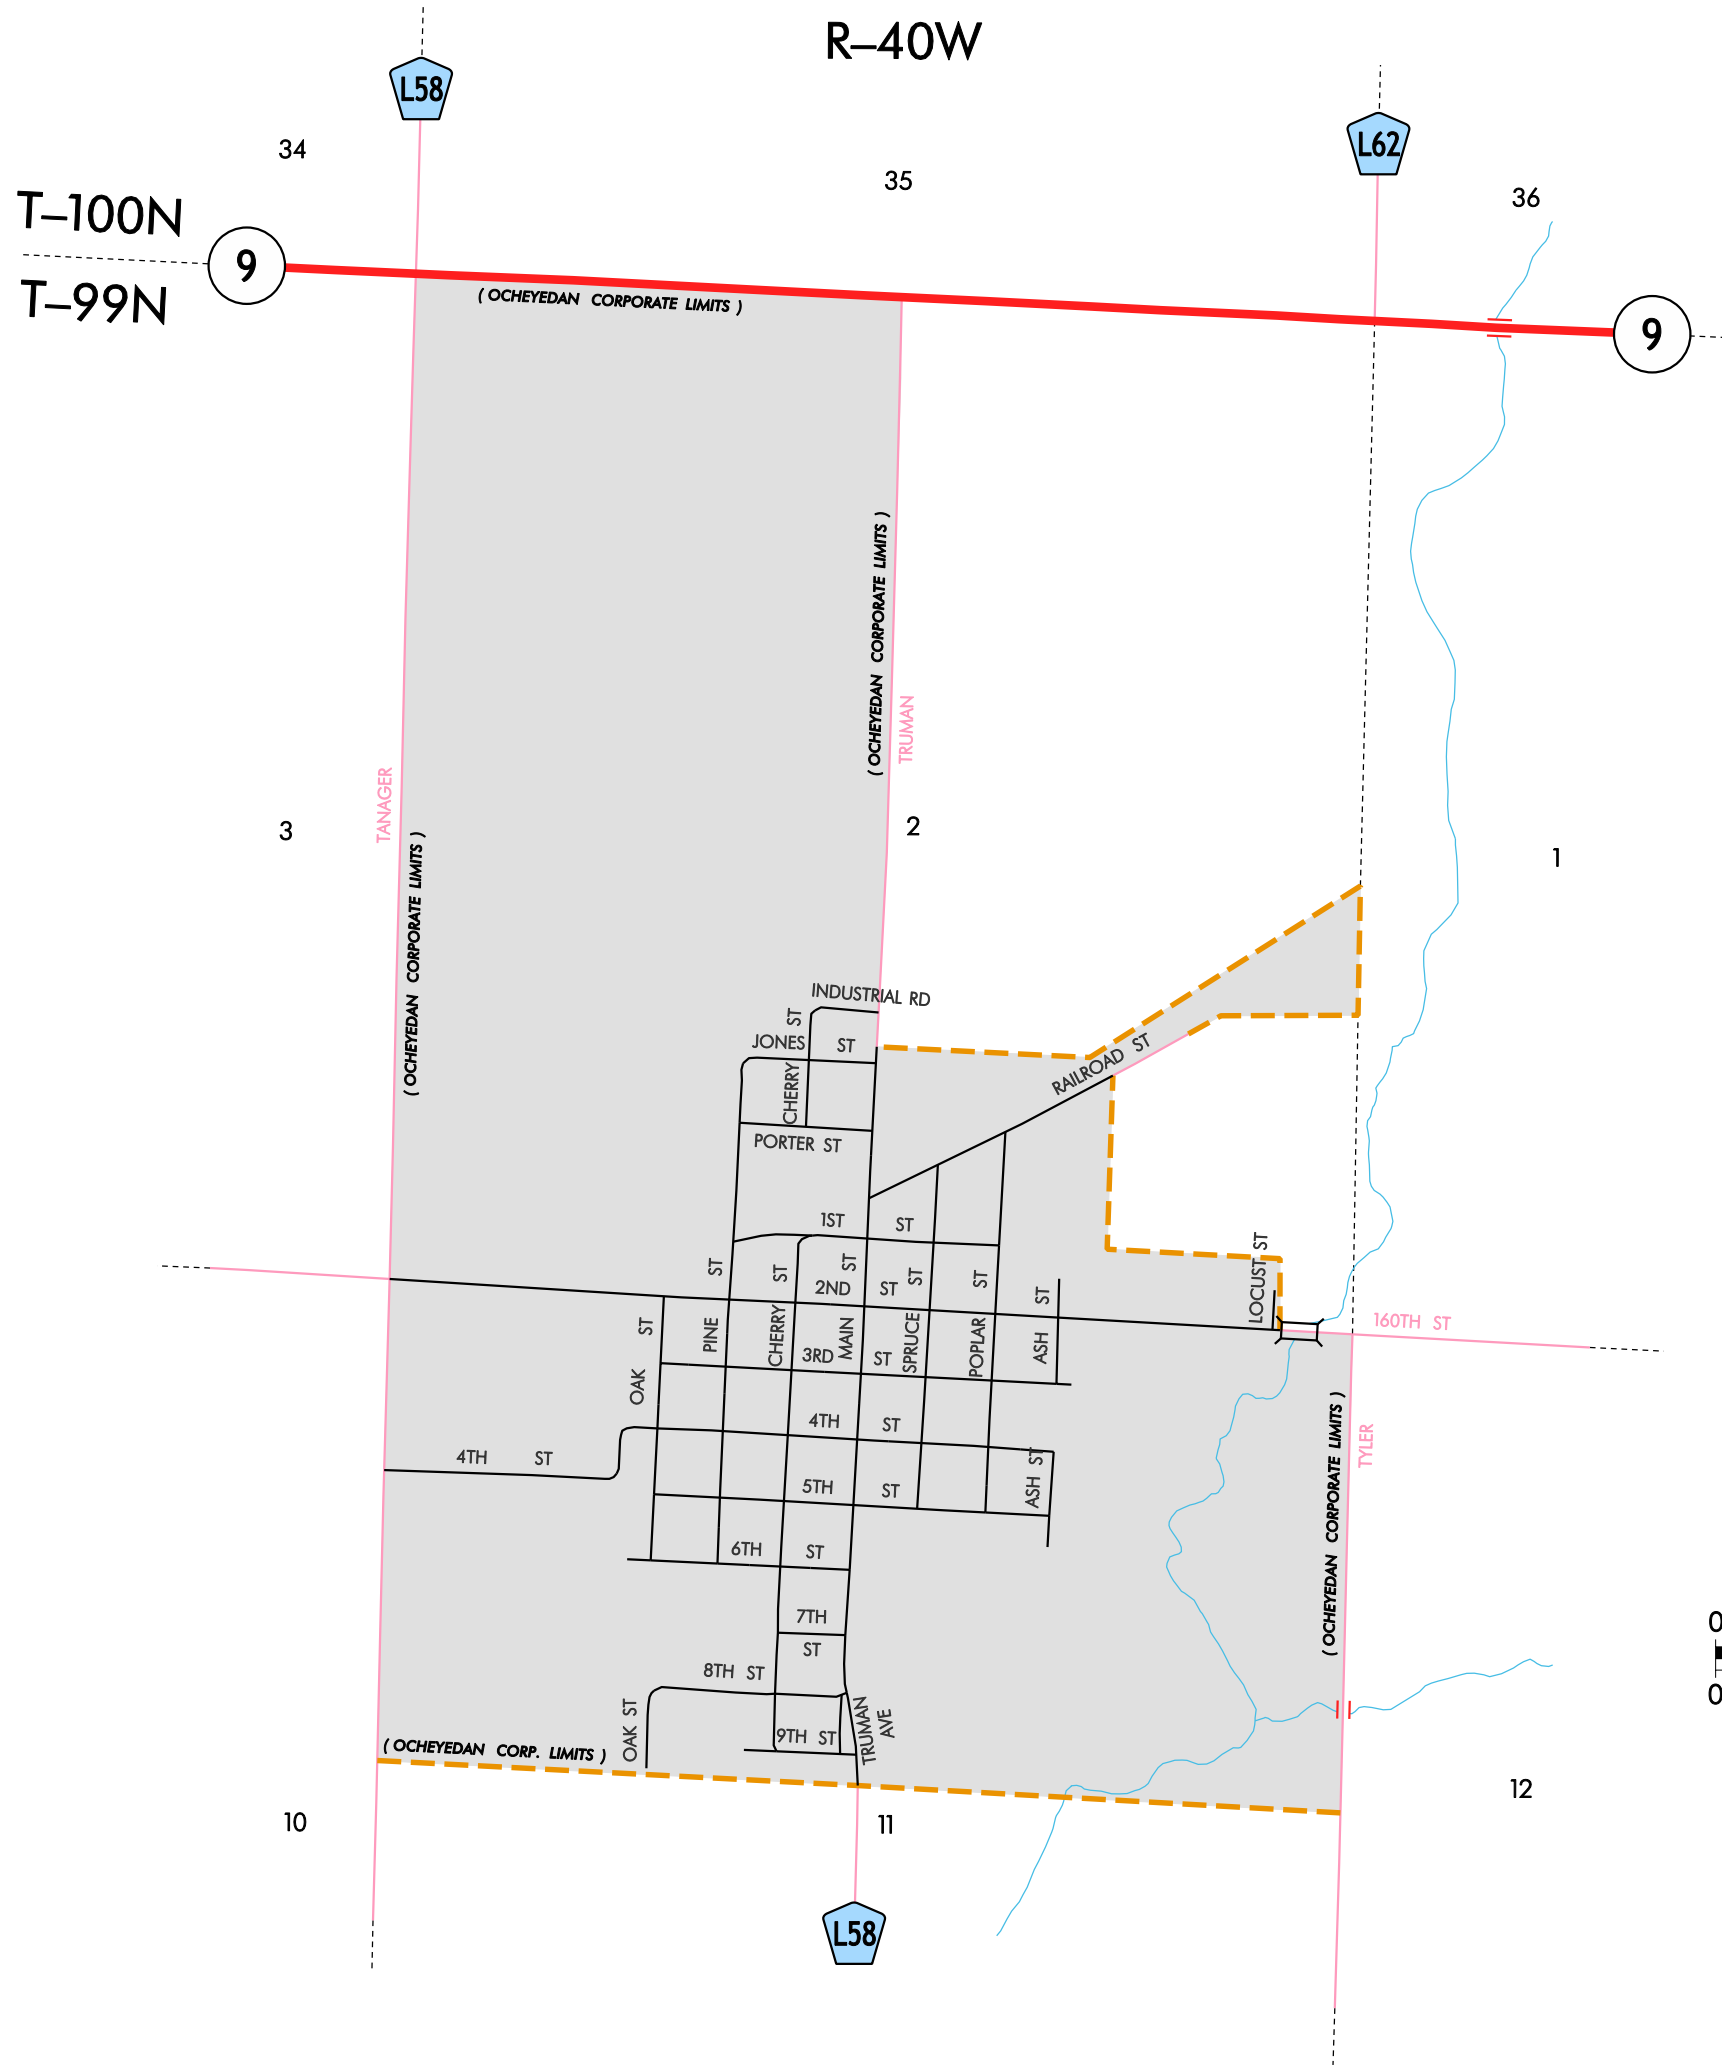 R–40W
L58
L62
34
35
36
T–100N
9
T–99N
( OCHEYEDAN CORPORATE LIMITS )
9
( OCHEYEDAN CORPORATE LIMITS )
TRUMAN
TANAGER
3
2
1
( OCHEYEDAN CORPORATE LIMITS )
INDUSTRIAL RD
JONES ST
CHERRY ST
RAILROAD ST
PORTER ST
1ST ST
LOCUST ST
2ND ST
160TH ST
OAK ST
PINE ST
CHERRY ST
MAIN ST
SPRUCE ST
POPLAR ST
ASH ST
3RD ST
4TH ST
4TH ST
TYLER
( OCHEYEDAN CORPORATE LIMITS )
5TH ST
ASH ST
6TH ST
7TH
ST
0
8TH ST
0
OAK ST
9TH ST
TRUMAN
AVE
( OCHEYEDAN CORP. LIMITS )
10
11
12
L58